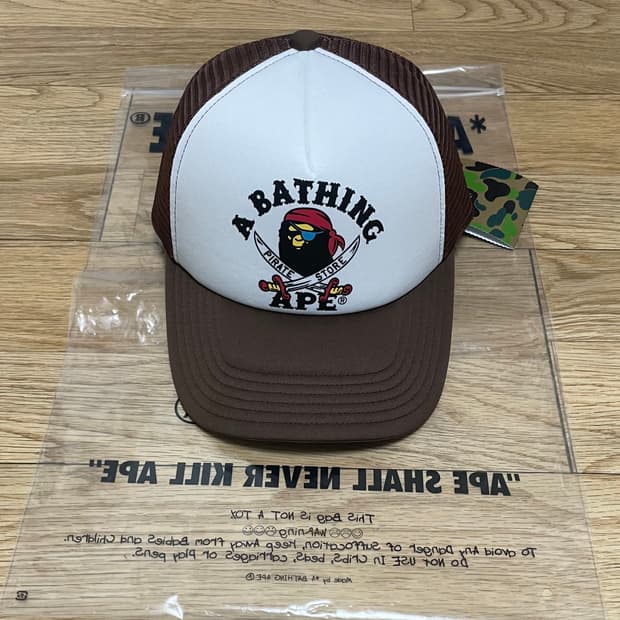 "*A
®
A BATHING
PIRATE STORE
APE®
"APE SHALL NEVER KILL APE"
This Bag is NOT A TOY
WARNING
To avoid Any Danger of Suffocation, Keep Away From Babies and Children.
Do NOT USE In Cribs, beds, carriages or Play pens.
Made by *A BATHING APE®